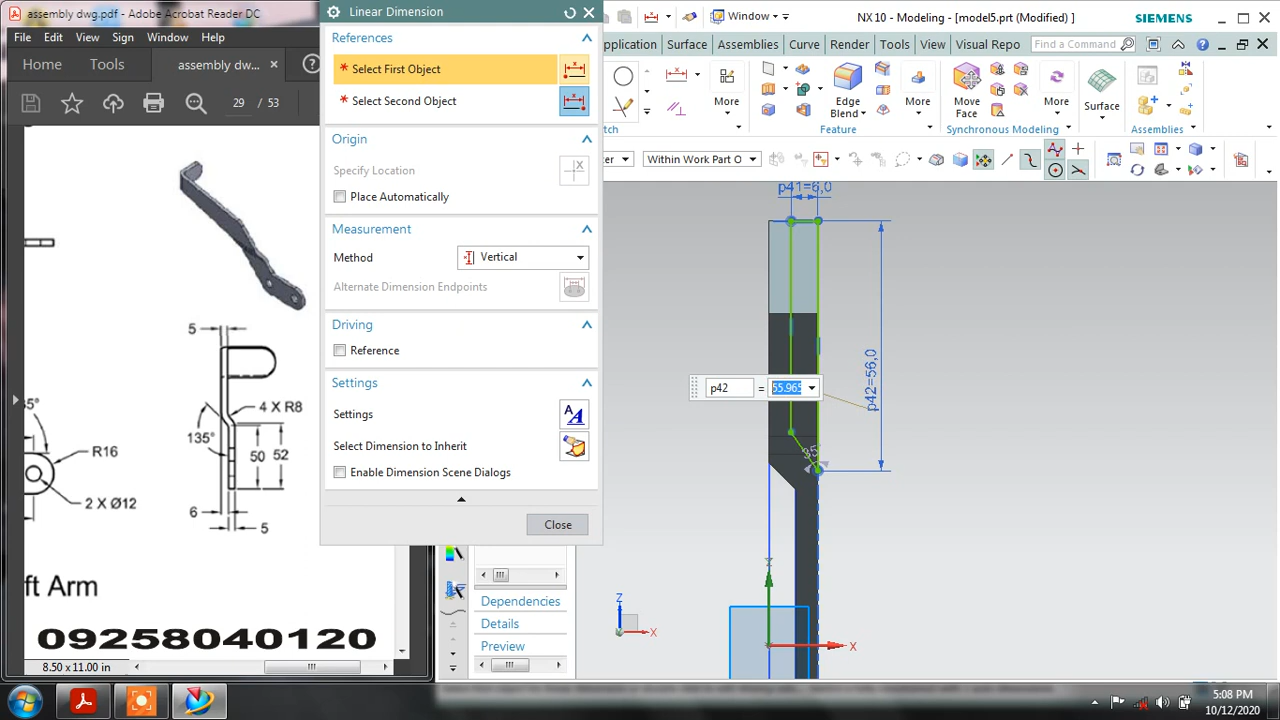 assembly dwg.pdf - Adobe Acrobat Reader DC
File Edit View Sign Window Help
Home Tools assembly dw... ×
29 / 53
5
4 X R8
135°
50 52
R16
2 X Ø12
6
5
ft Arm
09258040120
8.50 x 11.00 in
Linear Dimension
References
* Select First Object
* Select Second Object
Origin
Specify Location
Place Automatically
Measurement
Method Vertical
Alternate Dimension Endpoints
Driving
Reference
Settings
Settings
Select Dimension to Inherit
Enable Dimension Scene Dialogs
Close
Window
NX 10 - Modeling - [model5.prt (Modified) ]
SIEMENS
Application Surface Assemblies Curve Render Tools View Visual Repo
Find a Command
More
Edge Blend
More
Move Face
More
Surface
Feature
Synchronous Modeling
Assemblies
Within Work Part O
p41=6,0
p42=56,0
p42 = 55.965
Z
X
Z
X
Dependencies
Details
Preview
5:08 PM
10/12/2020